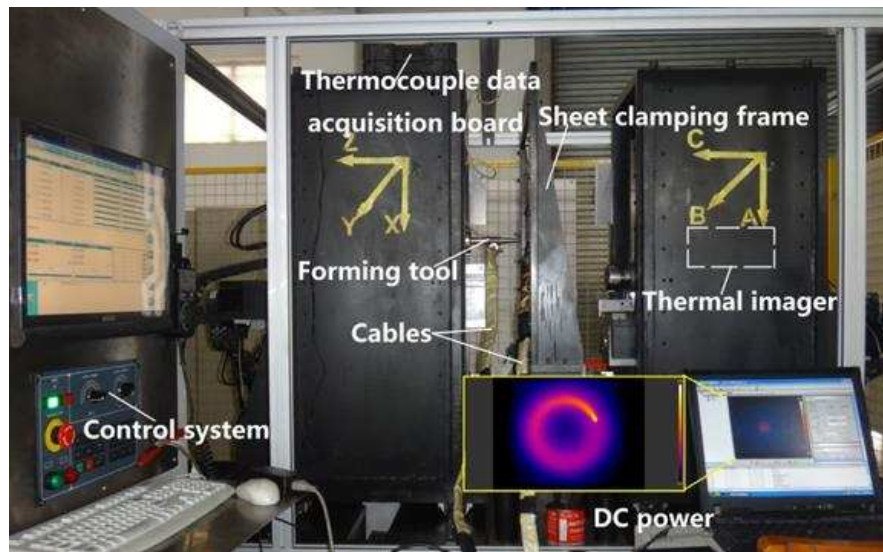 Thermocouple data
acquisition board
Sheet clamping frame
Z
Y
X
C
B
A
Forming tool
Thermal imager
Cables
Control system
DC power